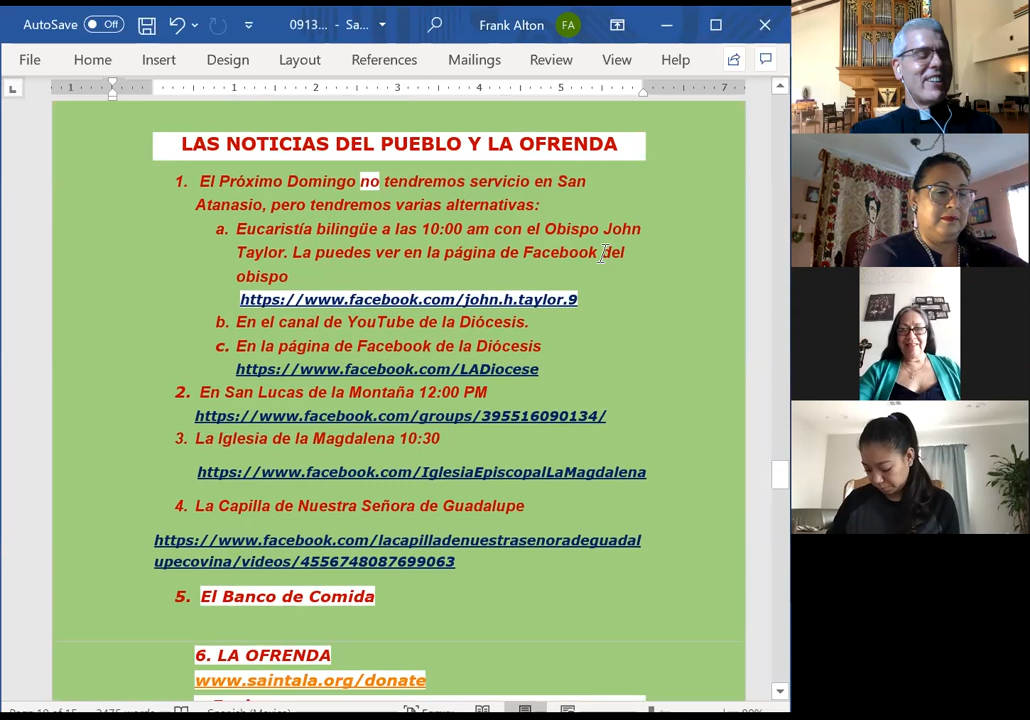 AutoSave Off 0913... - Sa... Frank Alton FA
File Home Insert Design Layout References Mailings Review View Help
1 1 2 3 4 5 7
LAS NOTICIAS DEL PUEBLO Y LA OFRENDA
1. El Próximo Domingo no tendremos servicio en San
Atanasio, pero tendremos varias alternativas:
a. Eucaristía bilingüe a las 10:00 am con el Obispo John
Taylor. La puedes ver en la página de Facebook del
obispo
https://www.facebook.com/john.h.taylor.9
b. En el canal de YouTube de la Diócesis.
c. En la página de Facebook de la Diócesis
https://www.facebook.com/LADiocese
2. En San Lucas de la Montaña 12:00 PM
https://www.facebook.com/groups/395516090134/
3. La Iglesia de la Magdalena 10:30
https://www.facebook.com/IglesiaEpiscopalLaMagdalena
4. La Capilla de Nuestra Señora de Guadalupe
https://www.facebook.com/lacapilladenuestrasenoradeguadal
upecovina/videos/4556748087699063
5. El Banco de Comida
6. LA OFRENDA
www.saintala.org/donate